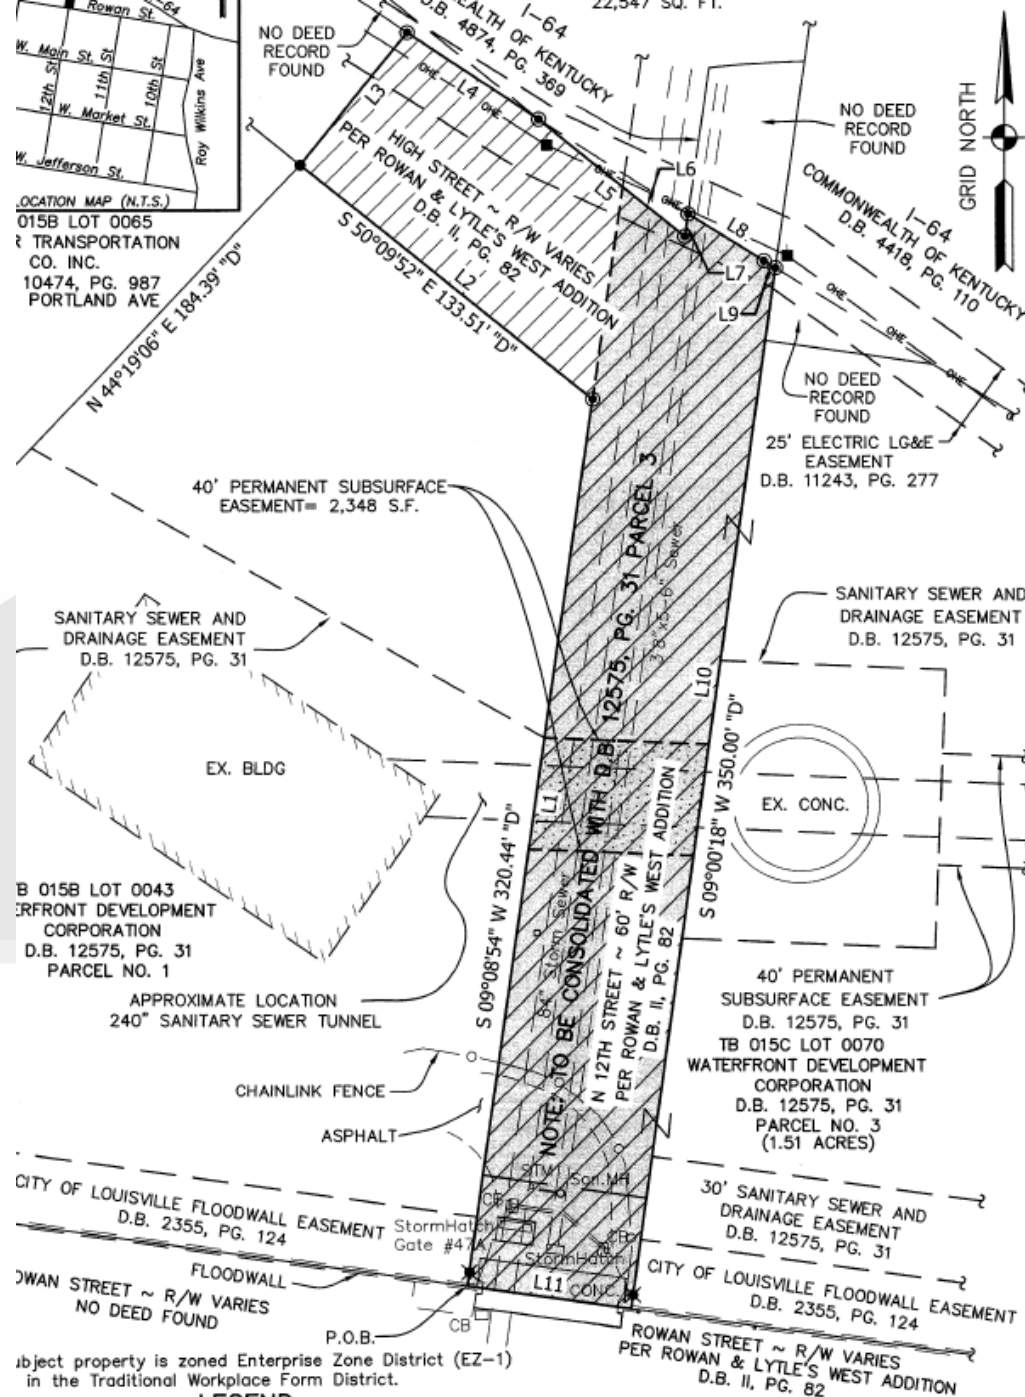 Rowan St.
-64
W. Main St.
12th St
11th St
10th St
W. Market St.
Roy Wilkins Ave
W. Jefferson St.
LOCATION MAP (N.T.S.)
015B LOT 0065
R TRANSPORTATION
CO. INC.
10474, PG. 987
PORTLAND AVE
NO DEED
RECORD
FOUND
I-64
WEALTH OF KENTUCKY
D.B. 4874, PG. 369
22,547 SQ. FT.
NO DEED
RECORD
FOUND
GRID NORTH
I-64
COMMONWEALTH OF KENTUCKY
D.B. 4418, PG. 110
L3
OHE
L4
OHE
L5
OHE
L6
L8
L7
L9
OHE
OHE
OHE
HIGH STREET ~ R/W VARIES
PER ROWAN & LYTLE'S WEST ADDITION
D.B. II, PG. 82
L2
S 50°09'52" E 133.51' "D"
N 44°19'06" E 184.39' "D"
NO DEED
RECORD
FOUND
25' ELECTRIC LG&E
EASEMENT
D.B. 11243, PG. 277
40' PERMANENT SUBSURFACE
EASEMENT= 2,348 S.F.
SANITARY SEWER AND
DRAINAGE EASEMENT
D.B. 12575, PG. 31
SANITARY SEWER AND
DRAINAGE EASEMENT
D.B. 12575, PG. 31
NOTE: TO BE CONSOLIDATED WITH D.B. 12575, PG. 31 PARCEL 3
Sewer
L10
S 09°00'18" W 350.00' "D"
EX. BLDG
EX. CONC.
L1
S 09°08'54" W 320.44' "D"
84" Storm Sewer
N 12TH STREET ~ 60' R/W
PER ROWAN & LYTLE'S WEST ADDITION
D.B. II, PG. 82
B 015B LOT 0043
ERFRONT DEVELOPMENT
CORPORATION
D.B. 12575, PG. 31
PARCEL NO. 1
APPROXIMATE LOCATION
240" SANITARY SEWER TUNNEL
40' PERMANENT
SUBSURFACE EASEMENT
D.B. 12575, PG. 31
TB 015C LOT 0070
WATERFRONT DEVELOPMENT
CORPORATION
D.B. 12575, PG. 31
PARCEL NO. 3
(1.51 ACRES)
CHAINLINK FENCE
ASPHALT
STM
San.MH
CB
StormHatch
Gate #47A
CB
StormHatch
30' SANITARY SEWER AND
DRAINAGE EASEMENT
D.B. 12575, PG. 31
CITY OF LOUISVILLE FLOODWALL EASEMENT
D.B. 2355, PG. 124
FLOODWALL
L11
CONC.
CITY OF LOUISVILLE FLOODWALL EASEMENT
D.B. 2355, PG. 124
OWAN STREET ~ R/W VARIES
NO DEED FOUND
P.O.B.
CB
ROWAN STREET ~ R/W VARIES
PER ROWAN & LYTLE'S WEST ADDITION
D.B. II, PG. 82
ubject property is zoned Enterprise Zone District (EZ-1)
in the Traditional Workplace Form District.
LEGEND